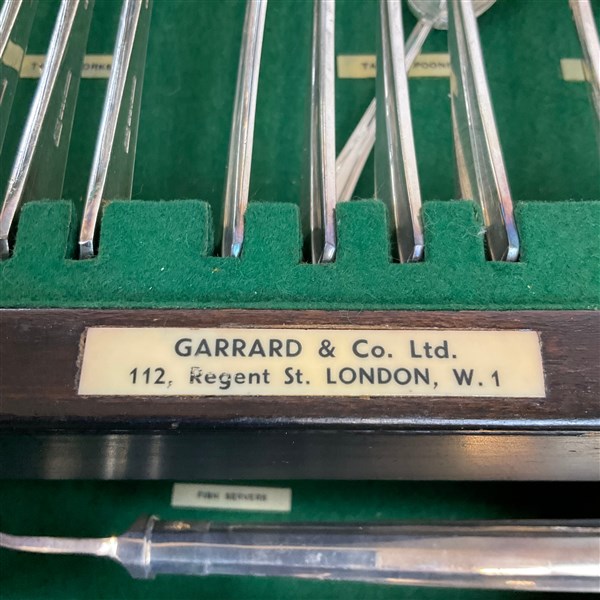 GARRARD & Co. Ltd.
112, Regent St. LONDON, W. 1
FISH SERVERS